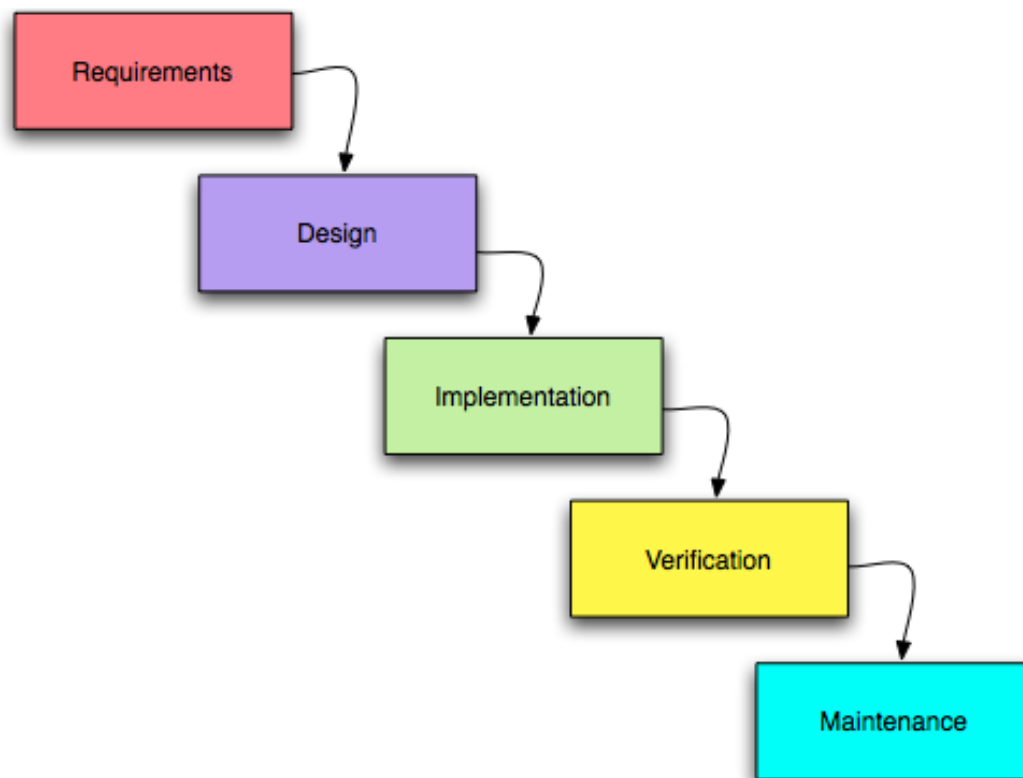 Requirements
Design
Implementation
Verification
Maintenance